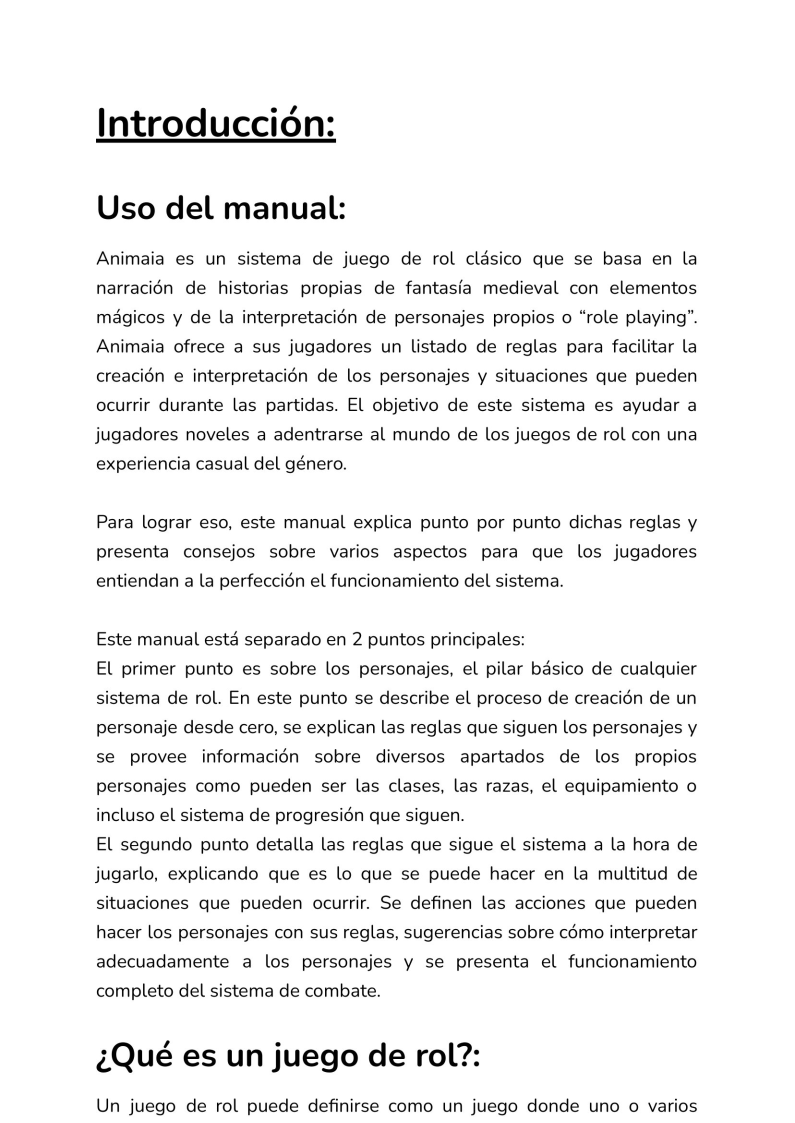 Introducción:
Uso del manual:
Animaia es un sistema de juego de rol clásico que se basa en la
narración de historias propias de fantasía medieval con elementos
mágicos y de la interpretación de personajes propios o “role playing”.
Animaia ofrece a sus jugadores un listado de reglas para facilitar la
creación e interpretación de los personajes y situaciones que pueden
ocurrir durante las partidas. El objetivo de este sistema es ayudar a
jugadores noveles a adentrarse al mundo de los juegos de rol con una
experiencia casual del género.
Para lograr eso, este manual explica punto por punto dichas reglas y
presenta consejos sobre varios aspectos para que los jugadores
entiendan a la perfección el funcionamiento del sistema.
Este manual está separado en 2 puntos principales:
El primer punto es sobre los personajes, el pilar básico de cualquier
sistema de rol. En este punto se describe el proceso de creación de un
personaje desde cero, se explican las reglas que siguen los personajes y
se provee información sobre diversos apartados de los propios
personajes como pueden ser las clases, las razas, el equipamiento o
incluso el sistema de progresión que siguen.
El segundo punto detalla las reglas que sigue el sistema a la hora de
jugarlo, explicando que es lo que se puede hacer en la multitud de
situaciones que pueden ocurrir. Se definen las acciones que pueden
hacer los personajes con sus reglas, sugerencias sobre cómo interpretar
adecuadamente a los personajes y se presenta el funcionamiento
completo del sistema de combate.
¿Qué es un juego de rol?:
Un juego de rol puede definirse como un juego donde uno o varios